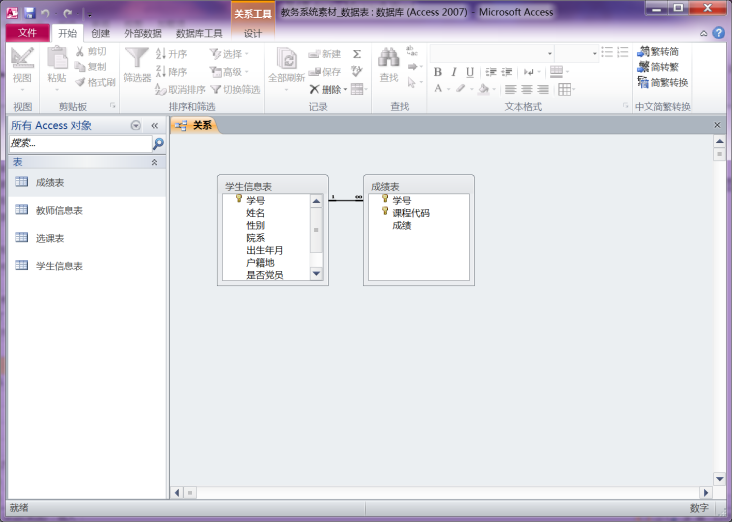 关系工具
教务系统素材_数据表 : 数据库 (Access 2007) - Microsoft Access
文件 开始 创建 外部数据 数据库工具 设计
视图 粘贴 剪切 复制 格式刷 筛选器 升序 降序 取消排序 选择 高级 切换筛选 全部刷新 新建 保存 删除 查找 B I U A 繁转简 简转繁 简繁转换
视图 剪贴板 排序和筛选 记录 查找 文本格式 中文简繁转换
所有 Access 对象
搜索...
表
成绩表
教师信息表
选课表
学生信息表
关系
学生信息表
学号
姓名
性别
院系
出生年月
户籍地
是否党员
1 ∞
成绩表
学号
课程代码
成绩
就绪 数字